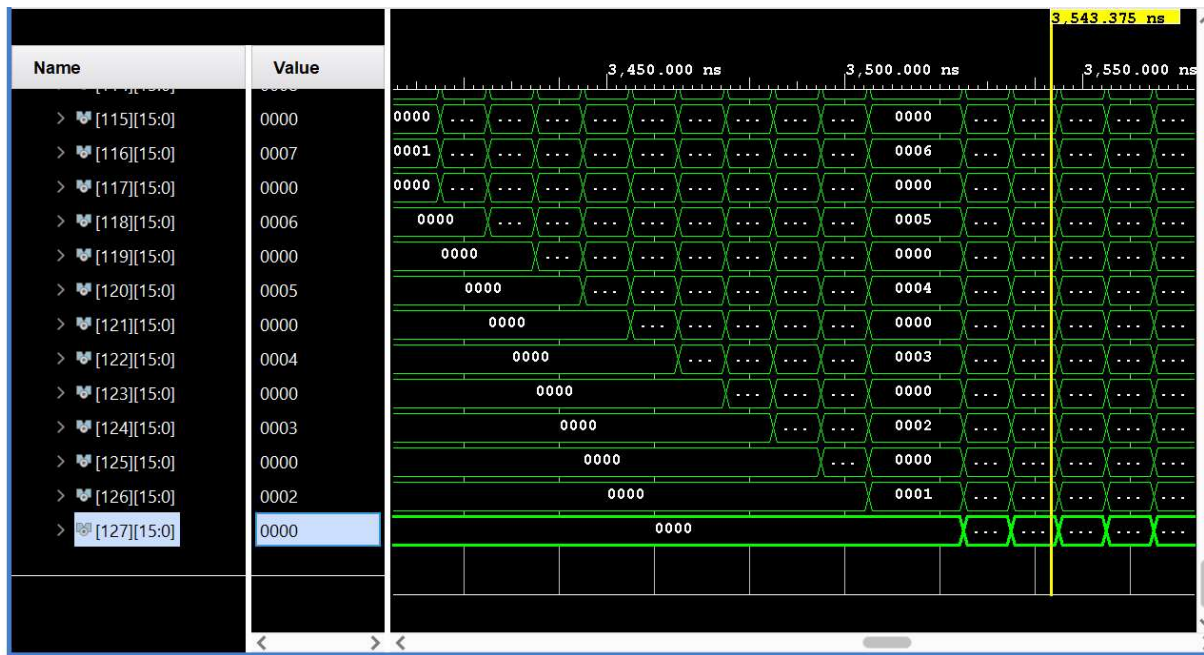 3,543.375 ns
Name Value
3,450.000 ns 3,500.000 ns 3,550.000 ns
[115][15:0] 0000 0000 ... ... ... ... ... ... ... ... ... 0000 ... ... ... ... ...
[116][15:0] 0007 0001 ... ... ... ... ... ... ... ... ... 0006 ... ... ... ... ...
[117][15:0] 0000 0000 ... ... ... ... ... ... ... ... ... 0000 ... ... ... ... ...
[118][15:0] 0006 0000 ... ... ... ... ... ... ... ... 0005 ... ... ... ... ...
[119][15:0] 0000 0000 ... ... ... ... ... ... ... 0000 ... ... ... ... ...
[120][15:0] 0005 0000 ... ... ... ... ... ... 0004 ... ... ... ... ...
[121][15:0] 0000 0000 ... ... ... ... ... 0000 ... ... ... ... ...
[122][15:0] 0004 0000 ... ... ... ... 0003 ... ... ... ... ...
[123][15:0] 0000 0000 ... ... ... 0000 ... ... ... ... ...
[124][15:0] 0003 0000 ... ... 0002 ... ... ... ... ...
[125][15:0] 0000 0000 ... 0000 ... ... ... ... ...
[126][15:0] 0002 0000 0001 ... ... ... ... ...
[127][15:0] 0000 0000 ... ... ... ... ...